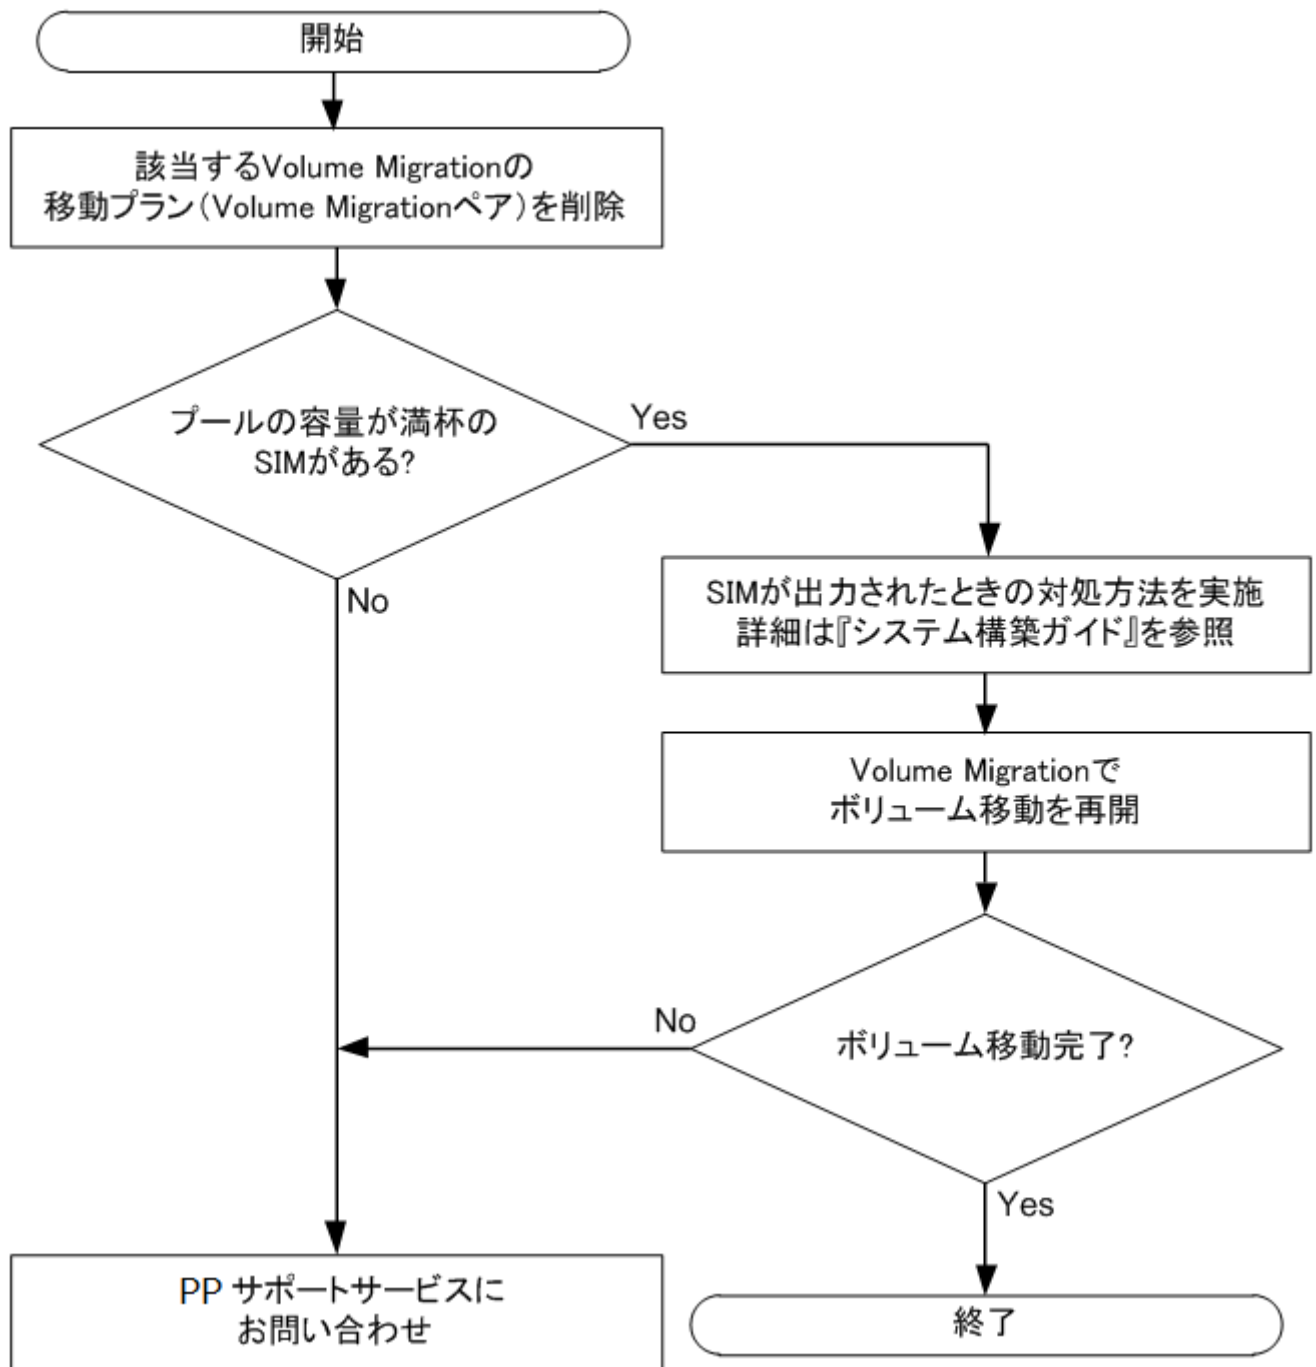 開始
該当するVolume Migrationの
移動プラン(Volume Migrationペア)を削除
プールの容量が満杯の
SIMがある?
Yes
No
SIMが出力されたときの対処方法を実施
詳細は『システム構築ガイド』を参照
Volume Migrationで
ボリューム移動を再開
No
ボリューム移動完了?
Yes
PP サポートサービスに
お問い合わせ
終了